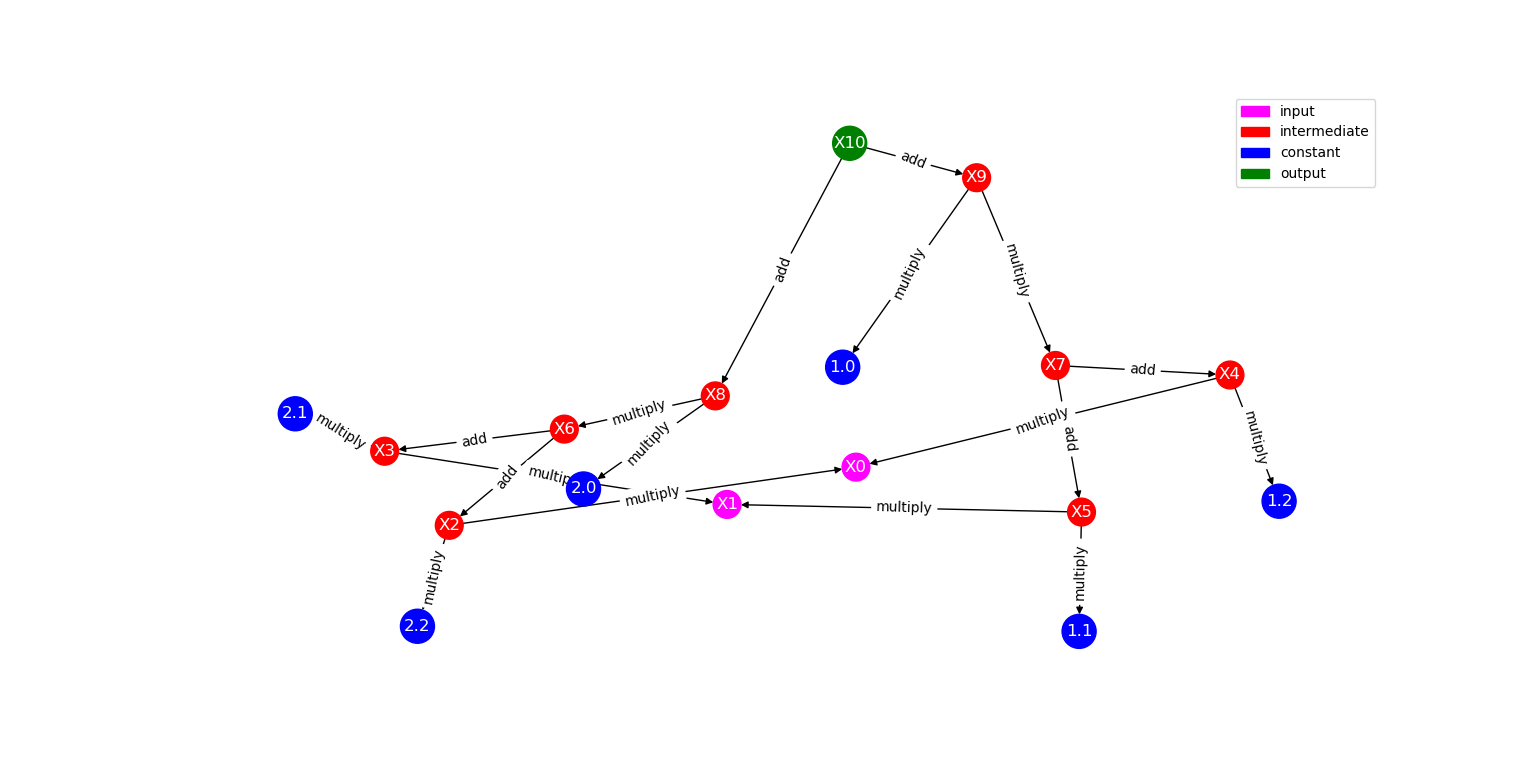 X10
add
X9
input
intermediate
constant
output
add
multiply
multiply
1.0
X7
add
X4
X8
multiply
2.1
multiply
X3
add
X6
multiply
multiply
add
multiply
X0
add
multip
2.0
multiply
X1
multiply
X5
1.2
X2
multiply
multiply
2.2
1.1